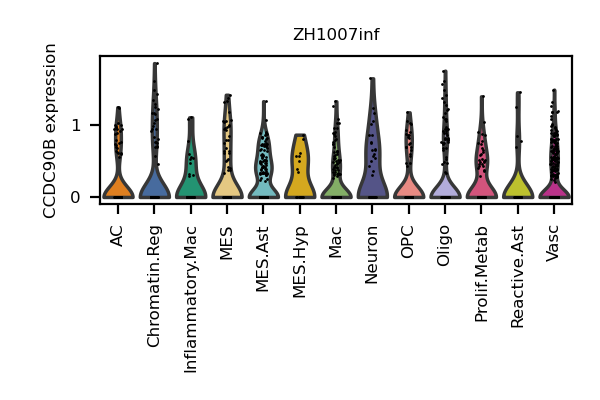 ZH1007inf
CCDC90B expression
1
0
AC
Chromatin.Reg
Inflammatory.Mac
MES
MES.Ast
MES.Hyp
Mac
Neuron
OPC
Oligo
Prolif.Metab
Reactive.Ast
Vasc